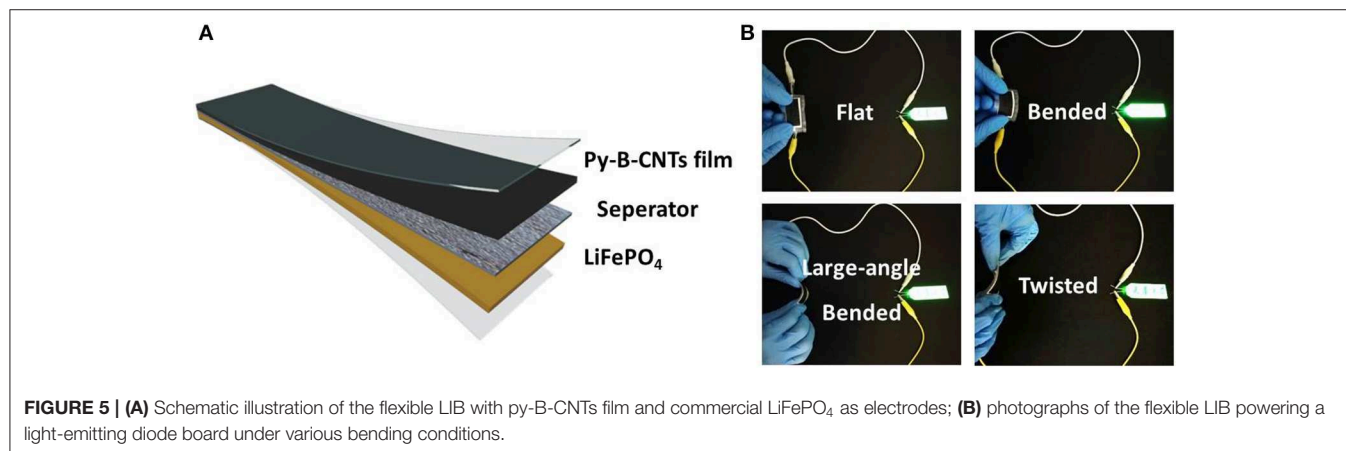 A
Py-B-CNTs film
Seperator
LiFePO₄
B
Flat
Bended
Large-angle
Bended
Twisted
FIGURE 5 | (A) Schematic illustration of the flexible LIB with py-B-CNTs film and commercial LiFePO₄ as electrodes; (B) photographs of the flexible LIB powering a
light-emitting diode board under various bending conditions.